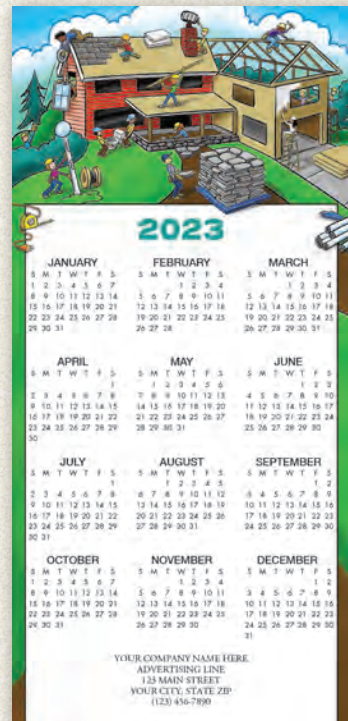 2023
JANUARY
S M T W T F S
1 2 3 4 5 6 7
8 9 10 11 12 13 14
15 16 17 18 19 20 21
22 23 24 25 26 27 28
29 30 31
FEBRUARY
S M T W T F S
1 2 3 4
5 6 7 8 9 10 11
12 13 14 15 16 17 18
19 20 21 22 23 24 25
26 27 28
MARCH
S M T W T F S
1 2 3 4
5 6 7 8 9 10 11
12 13 14 15 16 17 18
19 20 21 22 23 24 25
26 27 28 29 30 31
APRIL
S M T W T F S
1
2 3 4 5 6 7 8
9 10 11 12 13 14 15
16 17 18 19 20 21 22
23 24 25 26 27 28 29
30
MAY
S M T W T F S
1 2 3 4 5 6
7 8 9 10 11 12 13
14 15 16 17 18 19 20
21 22 23 24 25 26 27
28 29 30 31
JUNE
S M T W T F S
1 2 3
4 5 6 7 8 9 10
11 12 13 14 15 16 17
18 19 20 21 22 23 24
25 26 27 28 29 30
JULY
S M T W T F S
1
2 3 4 5 6 7 8
9 10 11 12 13 14 15
16 17 18 19 20 21 22
23 24 25 26 27 28 29
30 31
AUGUST
S M T W T F S
1 2 3 4 5
6 7 8 9 10 11 12
13 14 15 16 17 18 19
20 21 22 23 24 25 26
27 28 29 30 31
SEPTEMBER
S M T W T F S
1 2
3 4 5 6 7 8 9
10 11 12 13 14 15 16
17 18 19 20 21 22 23
24 25 26 27 28 29 30
OCTOBER
S M T W T F S
1 2 3 4 5 6 7
8 9 10 11 12 13 14
15 16 17 18 19 20 21
22 23 24 25 26 27 28
29 30 31
NOVEMBER
S M T W T F S
1 2 3 4
5 6 7 8 9 10 11
12 13 14 15 16 17 18
19 20 21 22 23 24 25
26 27 28 29 30
DECEMBER
S M T W T F S
1 2
3 4 5 6 7 8 9
10 11 12 13 14 15 16
17 18 19 20 21 22 23
24 25 26 27 28 29 30
31
YOUR COMPANY NAME HERE
ADVERTISING LINE
123 MAIN STREET
YOUR CITY, STATE ZIP
(123) 456-7890